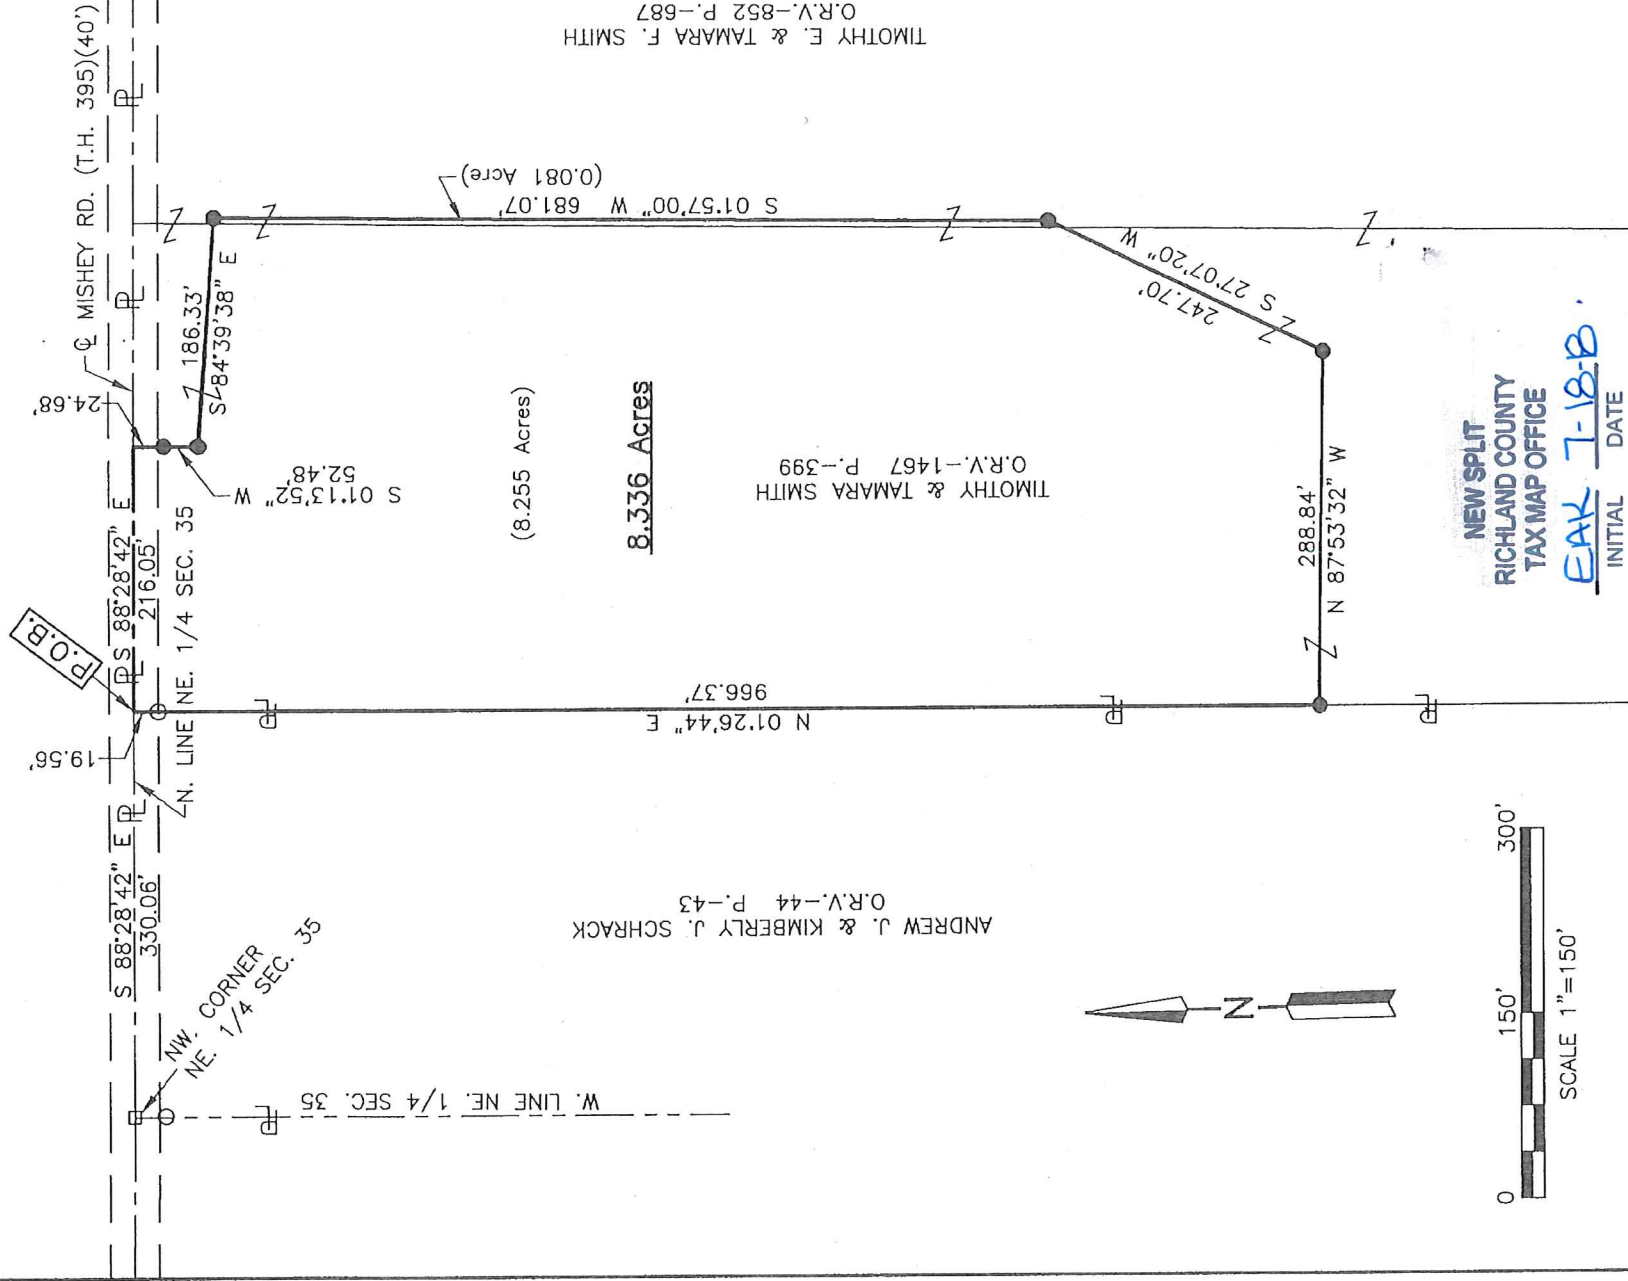 TIMOTHY E. & TAMARA F. SMITH
O.R.V.-852 P.-687
℄ MISHEY RD. (T.H. 395)(40')
24.68'
P.O.B.
S 88°28'42" E
216.05'
N. LINE NE. 1/4 SEC. 35
186.33'
S 84°39'38" E
S 01°13'52" W
52.48'
S 01°57'00" W 681.07'
(0.081 Acre)
S 27°07'20" W
247.70'
(8.255 Acres)
8.336 Acres
TIMOTHY & TAMARA SMITH
O.R.V.-1467 P.-399
288.84'
N 87°53'32" W
N 01°26'44" E
966.37'
19.56'
S 88°28'42" E
330.06'
NW. CORNER
NE. 1/4 SEC. 35
W. LINE NE. 1/4 SEC. 35
ANDREW J. & KIMBERLY J. SCHRACK
O.R.V.-44 P.-43
N
0 150' 300'
SCALE 1"=150'
NEW SPLIT
RICHLAND COUNTY
TAX MAP OFFICE
EAK
INITIAL DATE